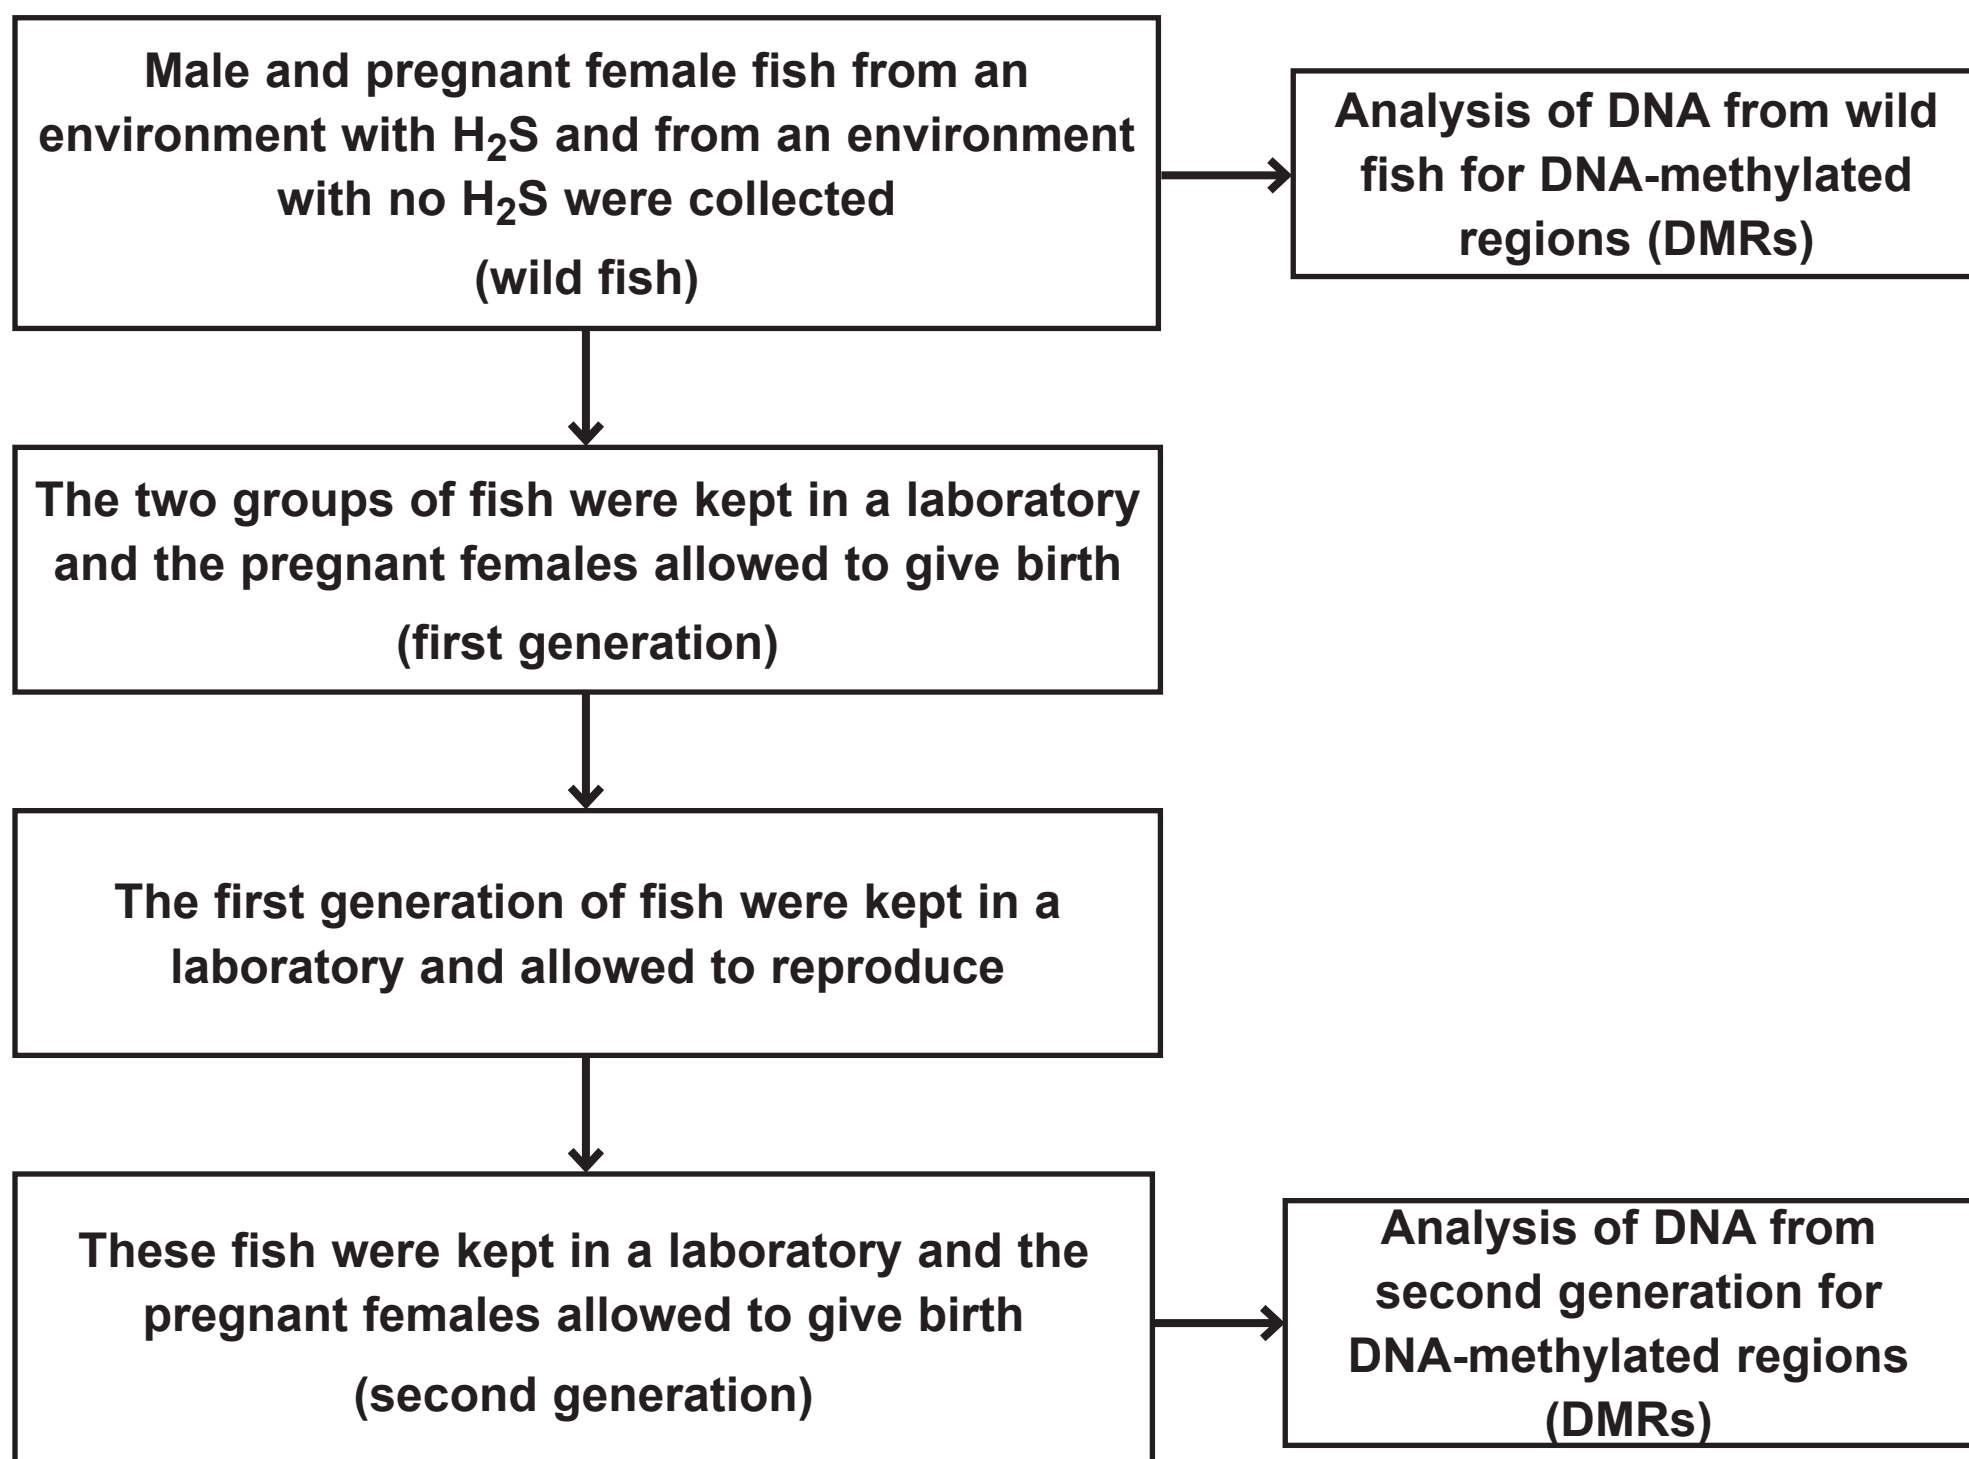 Male and pregnant female fish from an
environment with H₂S and from an environment
with no H₂S were collected
(wild fish)
Analysis of DNA from wild
fish for DNA-methylated
regions (DMRs)
The two groups of fish were kept in a laboratory
and the pregnant females allowed to give birth
(first generation)
The first generation of fish were kept in a
laboratory and allowed to reproduce
These fish were kept in a laboratory and the
pregnant females allowed to give birth
(second generation)
Analysis of DNA from
second generation for
DNA-methylated regions
(DMRs)